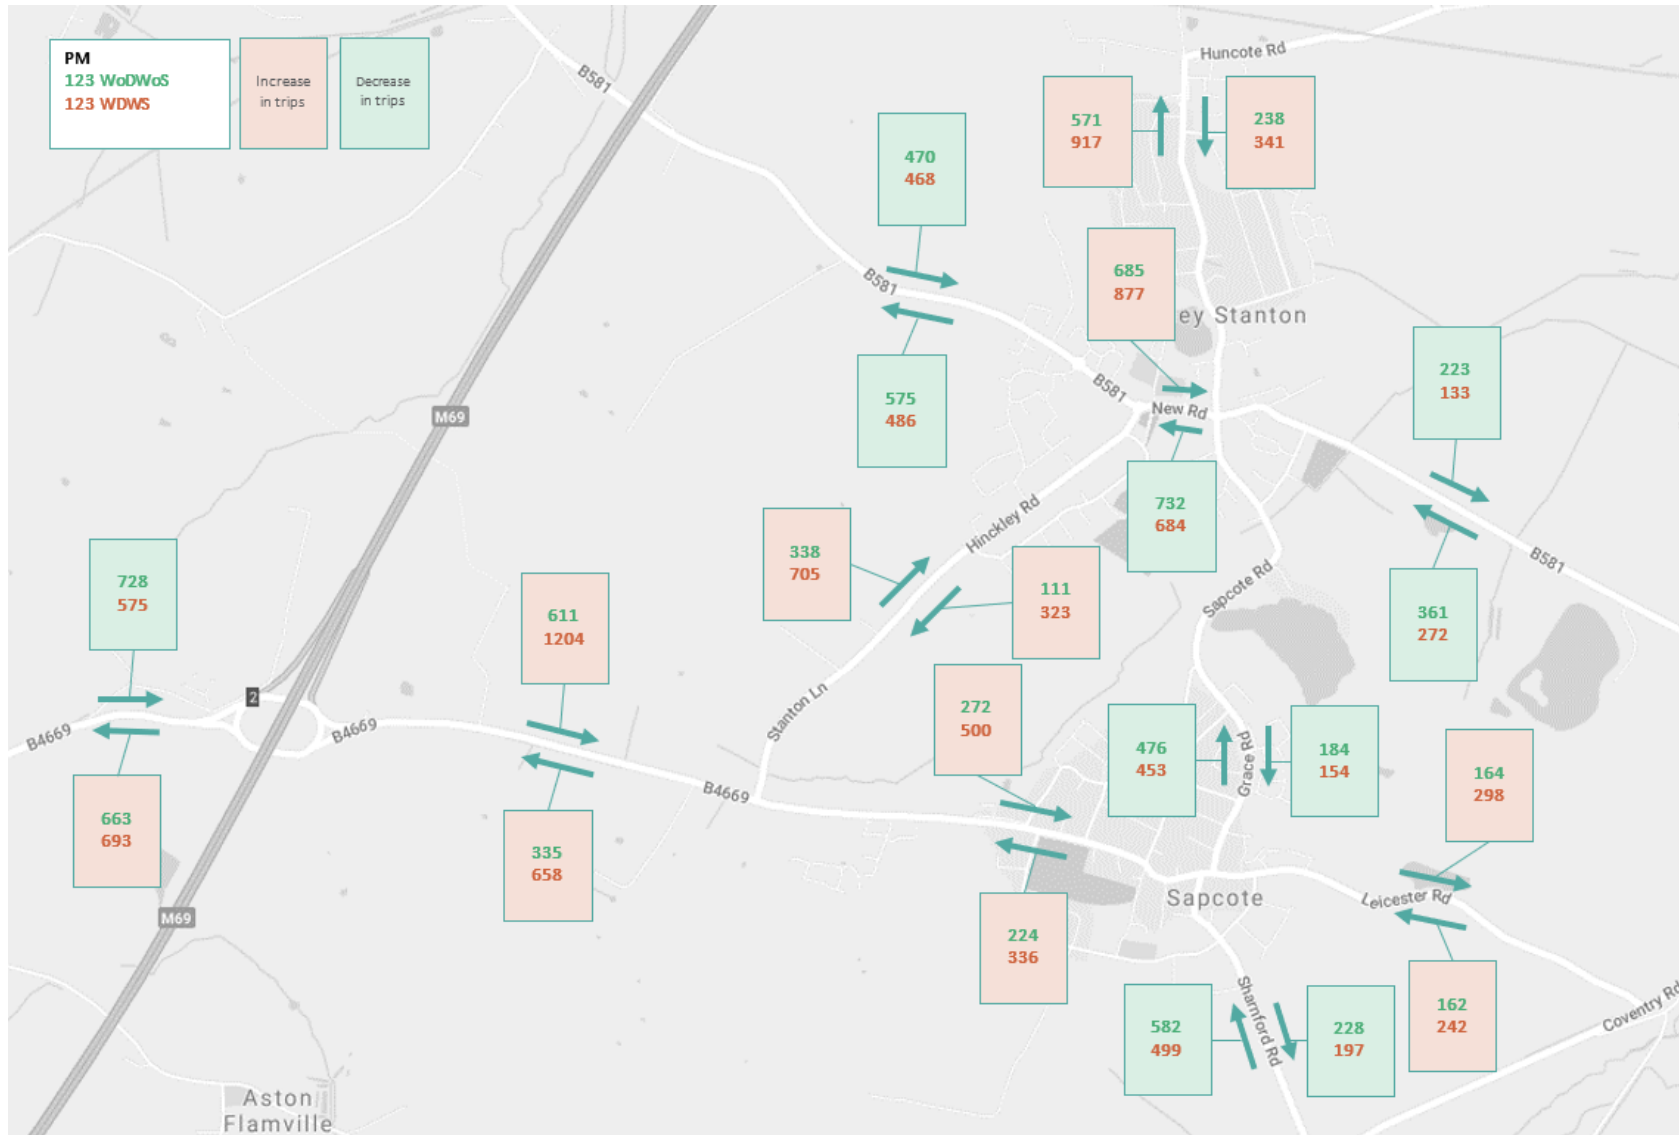 PM
123 WoDWoS
123 WDWS
Increase
in trips
Decrease
in trips
B581
Huncote Rd
571
917
238
341
470
468
B581
685
877
ey Stanton
575
486
B581
New Rd
223
133
M69
732
684
Hinckley Rd
338
705
111
323
Sapcote Rd
B581
361
272
728
575
611
1204
2
B4669
B4669
Stanton Ln
272
500
476
453
Grace Rd
184
154
164
298
B4669
663
693
335
658
Sapcote
Leicester Rd
M69
224
336
162
242
582
499
Sharnford Rd
228
197
Coventry Rd
Aston
Flamville